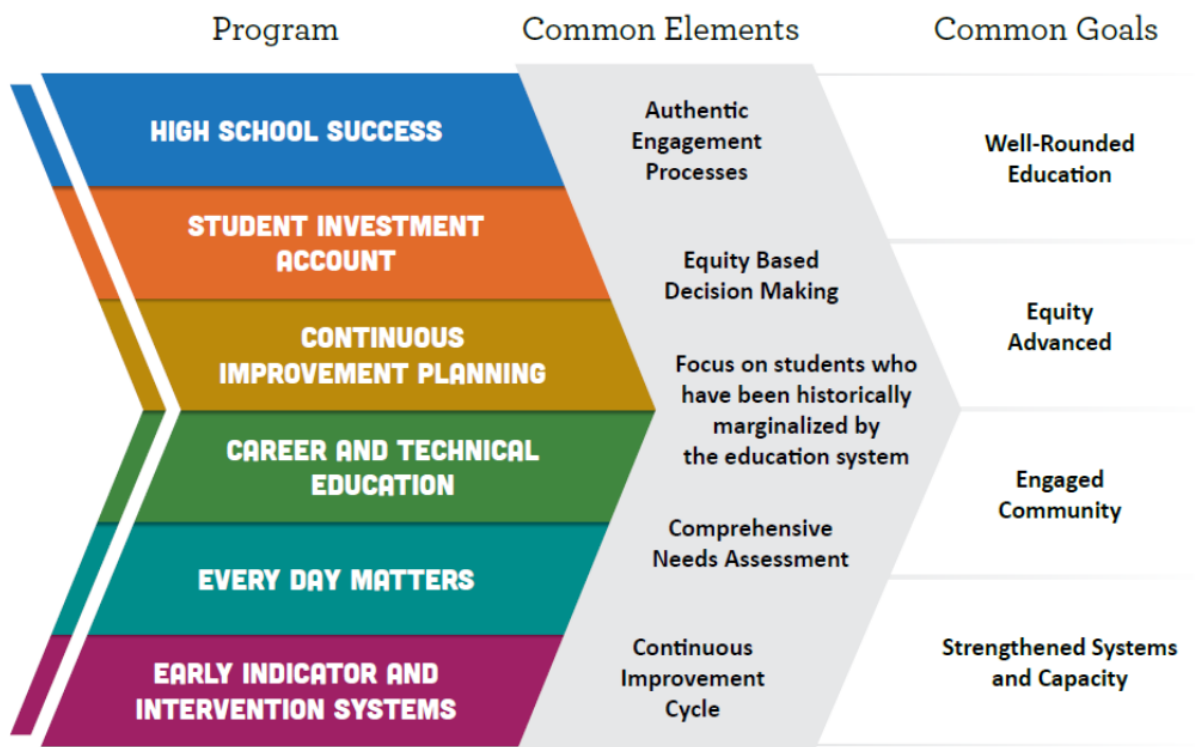 Program
HIGH SCHOOL SUCCESS
STUDENT INVESTMENT
ACCOUNT
CONTINUOUS
IMPROVEMENT PLANNING
CAREER AND TECHNICAL
EDUCATION
EVERY DAY MATTERS
EARLY INDICATOR AND
INTERVENTION SYSTEMS
Common Elements
Authentic
Engagement
Processes
Equity Based
Decision Making
Focus on students who
have been historically
marginalized by
the education system
Comprehensive
Needs Assessment
Continuous
Improvement
Cycle
Common Goals
Well-Rounded
Education
Equity
Advanced
Engaged
Community
Strengthened Systems
and Capacity